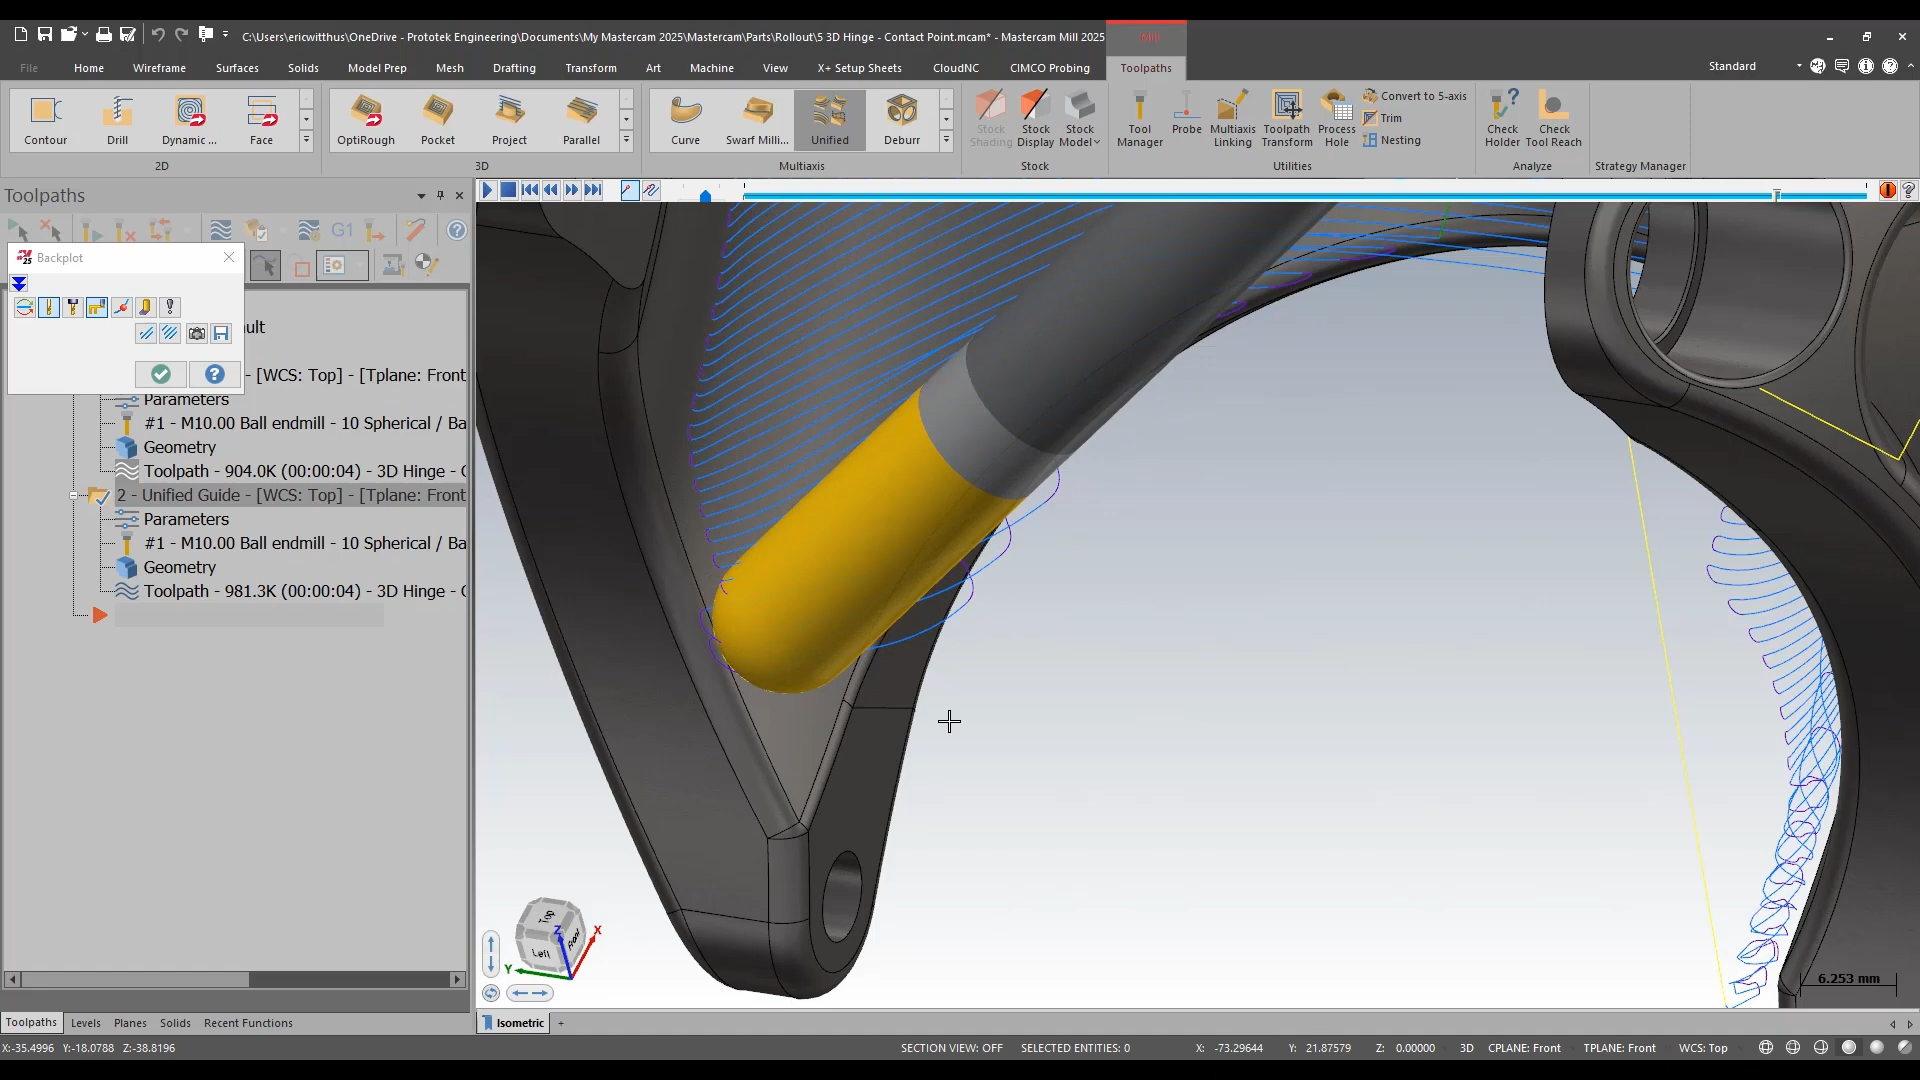 C:\Users\ericwitthus\OneDrive - Prototek Engineering\Documents\My Mastercam 2025\Mastercam\Parts\Rollout\5 3D Hinge - Contact Point.mcam* - Mastercam Mill 2025
Mill
File Home Wireframe Surfaces Solids Model Prep Mesh Drafting Transform Art Machine View X+ Setup Sheets CloudNC CIMCO Probing Toolpaths
Standard
Contour Drill Dynamic ... Face
OptiRough Pocket Project Parallel
Curve Swarf Milli... Unified Deburr
Stock Shading Stock Display Stock Model
Tool Manager Probe Multiaxis Linking Toolpath Transform Process Hole
Convert to 5-axis
Trim
Nesting
Check Holder Check Tool Reach
2D 3D Multiaxis Stock Utilities Analyze Strategy Manager
Toolpaths
G1
Backplot
ault
- [WCS: Top] - [Tplane: Front
Parameters
#1 - M10.00 Ball endmill - 10 Spherical / Ba
Geometry
Toolpath - 904.0K (00:00:04) - 3D Hinge - C
2 - Unified Guide - [WCS: Top] - [Tplane: Front
Parameters
#1 - M10.00 Ball endmill - 10 Spherical / Ba
Geometry
Toolpath - 981.3K (00:00:04) - 3D Hinge - C
Top
Left
Front
Z
X
Y
6.253 mm
Toolpaths Levels Planes Solids Recent Functions
Isometric +
X:-35.4996 Y:-18.0788 Z:-38.8196
SECTION VIEW: OFF SELECTED ENTITIES: 0 X: -73.29644 Y: 21.87579 Z: 0.00000 3D CPLANE: Front TPLANE: Front WCS: Top